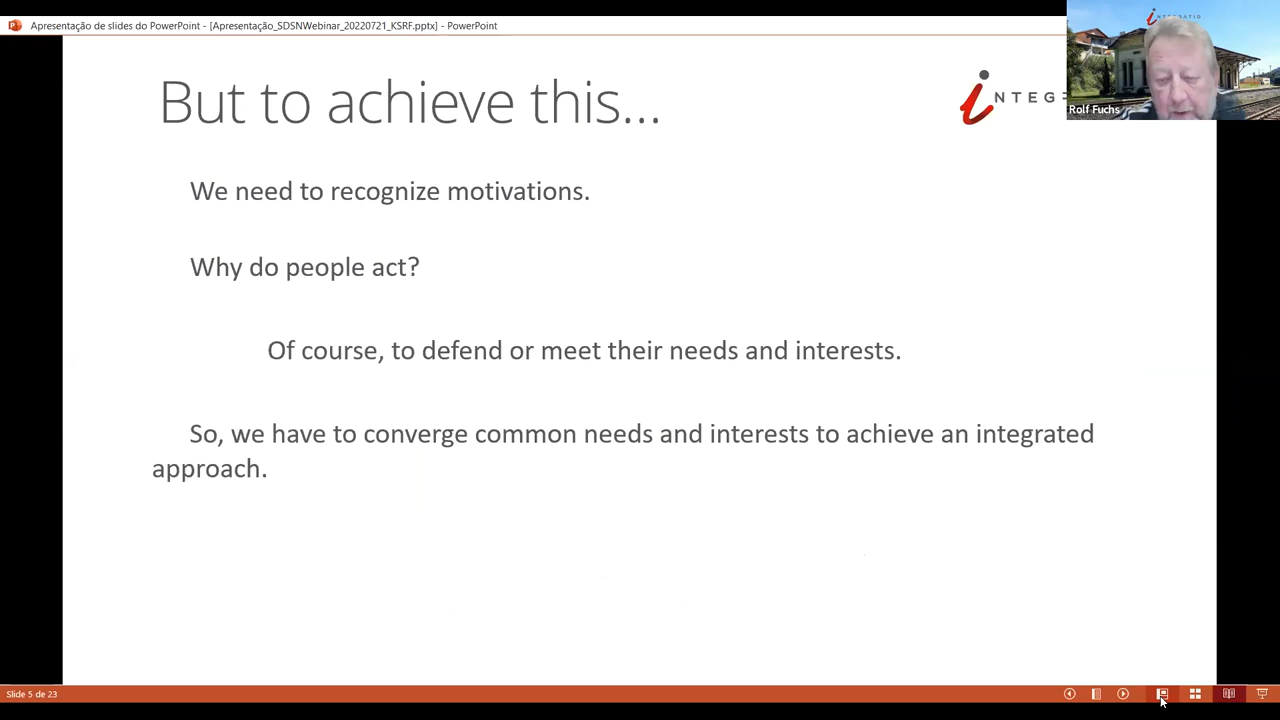 Apresentação de slides do PowerPoint - [Apresentação_SDSNWebinar_20220721_KSRF.pptx] - PowerPoint
But to achieve this...
iNTEG
Rolf Fuchs
We need to recognize motivations.
Why do people act?
Of course, to defend or meet their needs and interests.
So, we have to converge common needs and interests to achieve an integrated
approach.
Slide 5 de 23